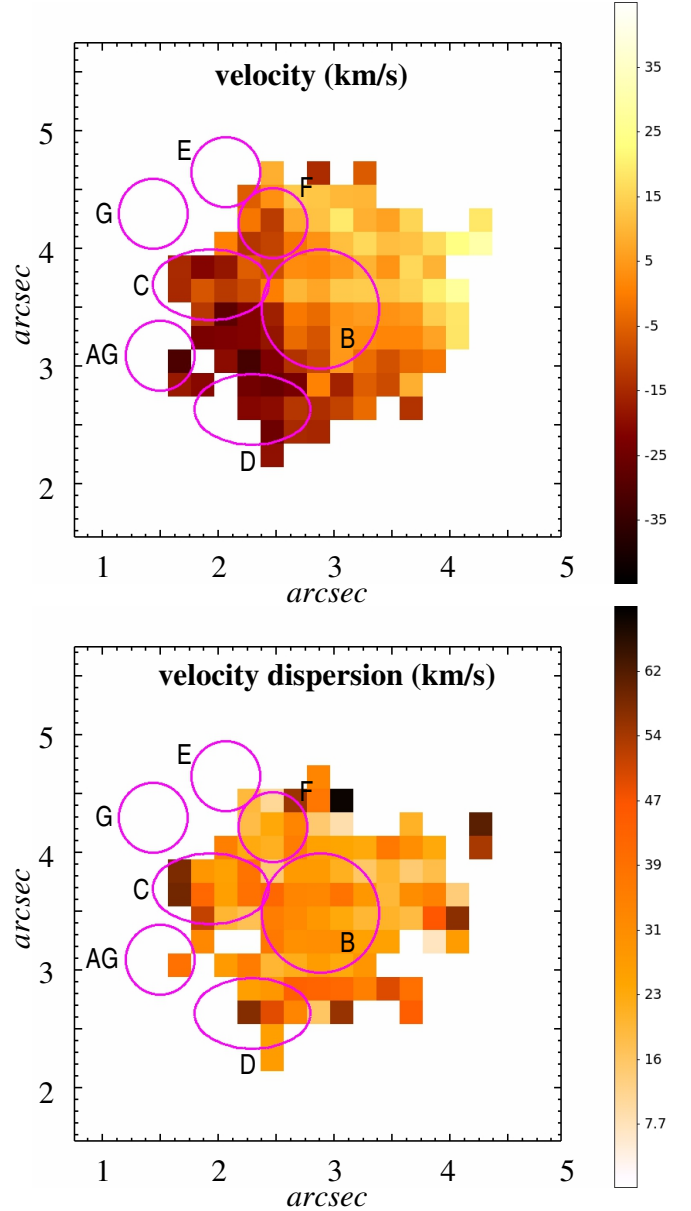 velocity (km/s)
35
5
E
F
25
G
15
4
C
5
arcsec
-5
AG
B
3
-15
D
-25
2
-35
1 2 3 4 5
arcsec
velocity dispersion (km/s)
62
5
E
54
F
G
47
4
C
39
arcsec
B
31
AG
3
23
D
16
2
7.7
1 2 3 4 5
arcsec